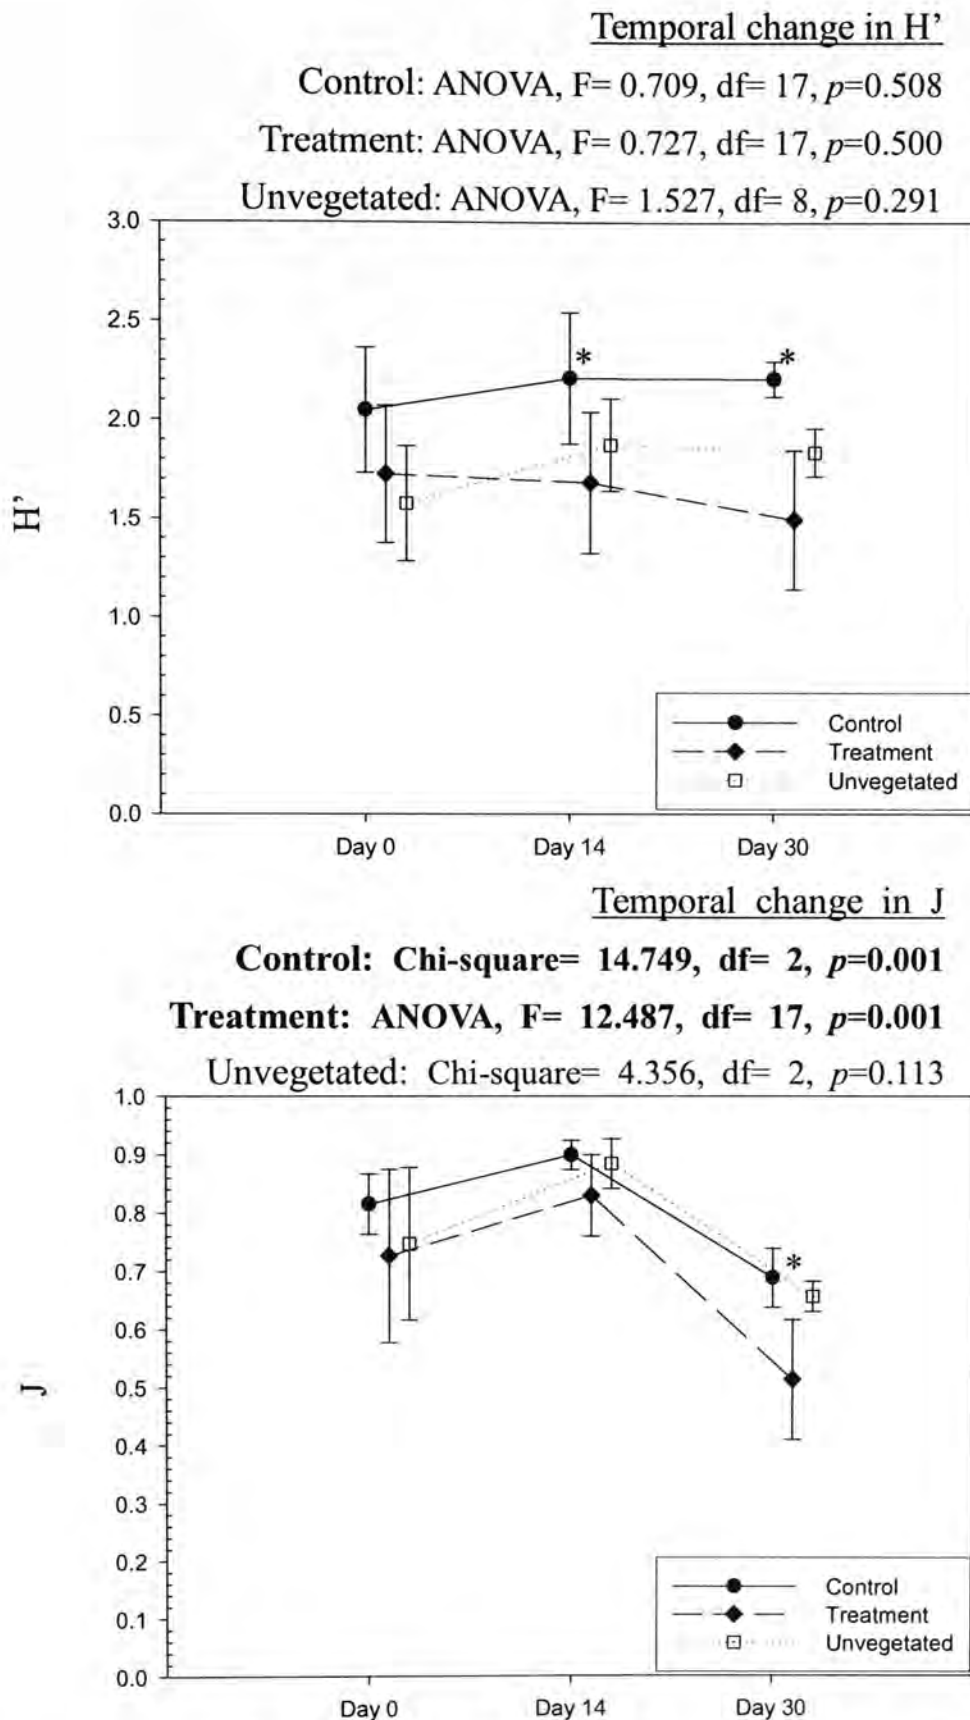 Temporal change in H’
Control: ANOVA, F= 0.709, df= 17, p=0.508
Treatment: ANOVA, F= 0.727, df= 17, p=0.500
Unvegetated: ANOVA, F= 1.527, df= 8, p=0.291
3.0
2.5
* *
2.0
H’
1.5
1.0
0.5
0.0
Control
Treatment
Unvegetated
Day 0 Day 14 Day 30
Temporal change in J
Control: Chi-square= 14.749, df= 2, p=0.001
Treatment: ANOVA, F= 12.487, df= 17, p=0.001
Unvegetated: Chi-square= 4.356, df= 2, p=0.113
1.0
0.9
0.8
0.7
*
0.6
J
0.5
0.4
0.3
0.2
0.1
0.0
Control
Treatment
Unvegetated
Day 0 Day 14 Day 30